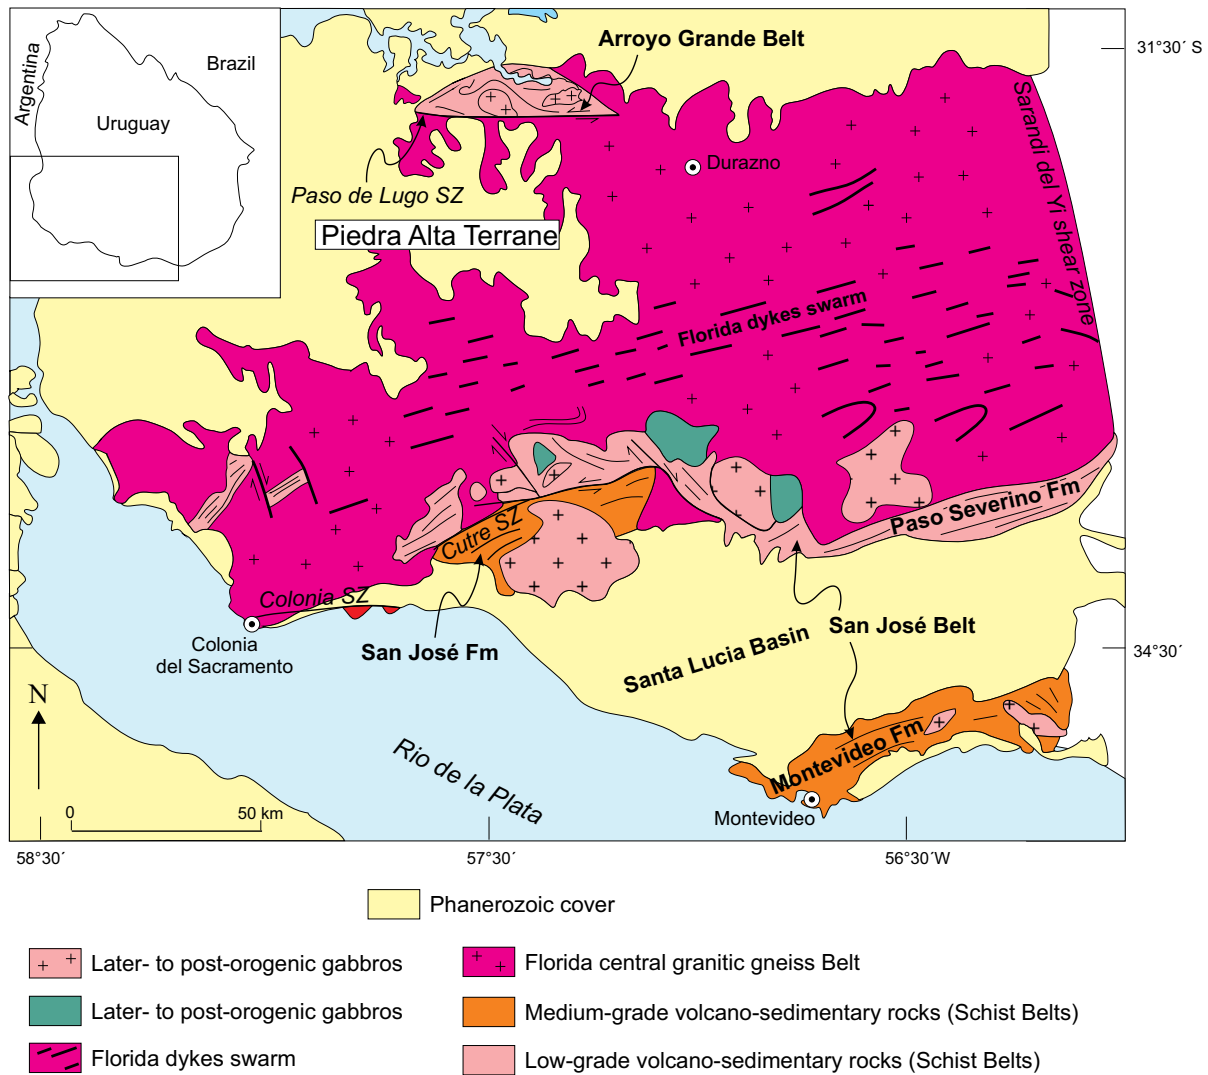 Argentina
Brazil
Uruguay
Arroyo Grande Belt
31°30´ S
Sarandi del Yi shear zone
Durazno
Paso de Lugo SZ
Piedra Alta Terrane
Florida dykes swarm
Paso Severino Fm
Cutre SZ
Colonia SZ
Colonia
del Sacramento
San José Fm
San José Belt
Santa Lucia Basin
34°30´
N
Rio de la Plata
Montevideo Fm
Montevideo
0 50 km
58°30´
57°30´
56°30´W
Phanerozoic cover
Later- to post-orogenic gabbros
Florida central granitic gneiss Belt
Later- to post-orogenic gabbros
Medium-grade volcano-sedimentary rocks (Schist Belts)
Florida dykes swarm
Low-grade volcano-sedimentary rocks (Schist Belts)